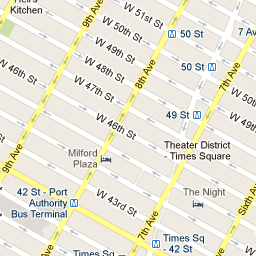 Hell's
Kitchen
9th Ave
W 51st St
W 50th St
50 St
7 Av
W 49th St
W 48th St
8th Ave
50 St
W 46th St
W 47th St
7th Ave
W 50th
W 49
49 St
W 46th St
Theater District
Times Square
9th Ave
Milford
Plaza
42 St - Port
Authority
Bus Terminal
W 43rd St
The Night
Sixth Av
7th Ave
Times Sq
- 42 St
Times Sq